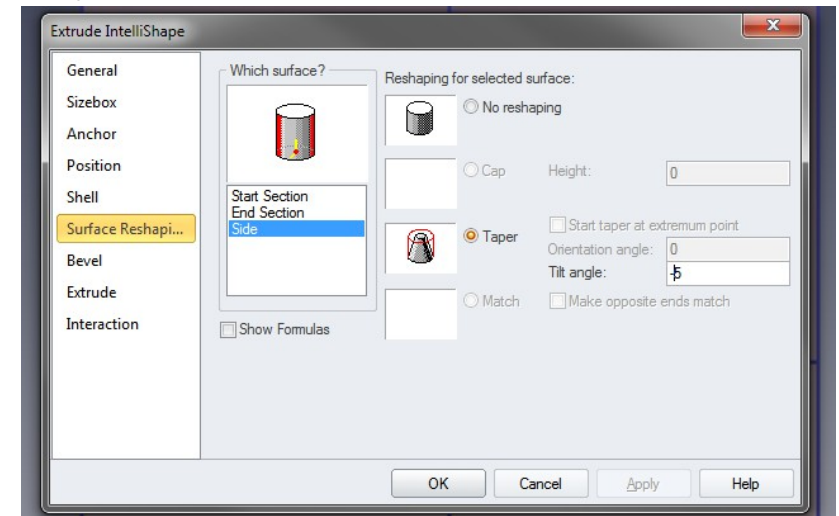 Extrude IntelliShape
General
Sizebox
Anchor
Position
Shell
Surface Reshapi...
Bevel
Extrude
Interaction
Which surface?
Start Section
End Section
Side
Show Formulas
Reshaping for selected surface:
No reshaping
Cap Height: 0
Taper Start taper at extremum point
Orientation angle: 0
Tilt angle: -5
Match Make opposite ends match
OK Cancel Apply Help